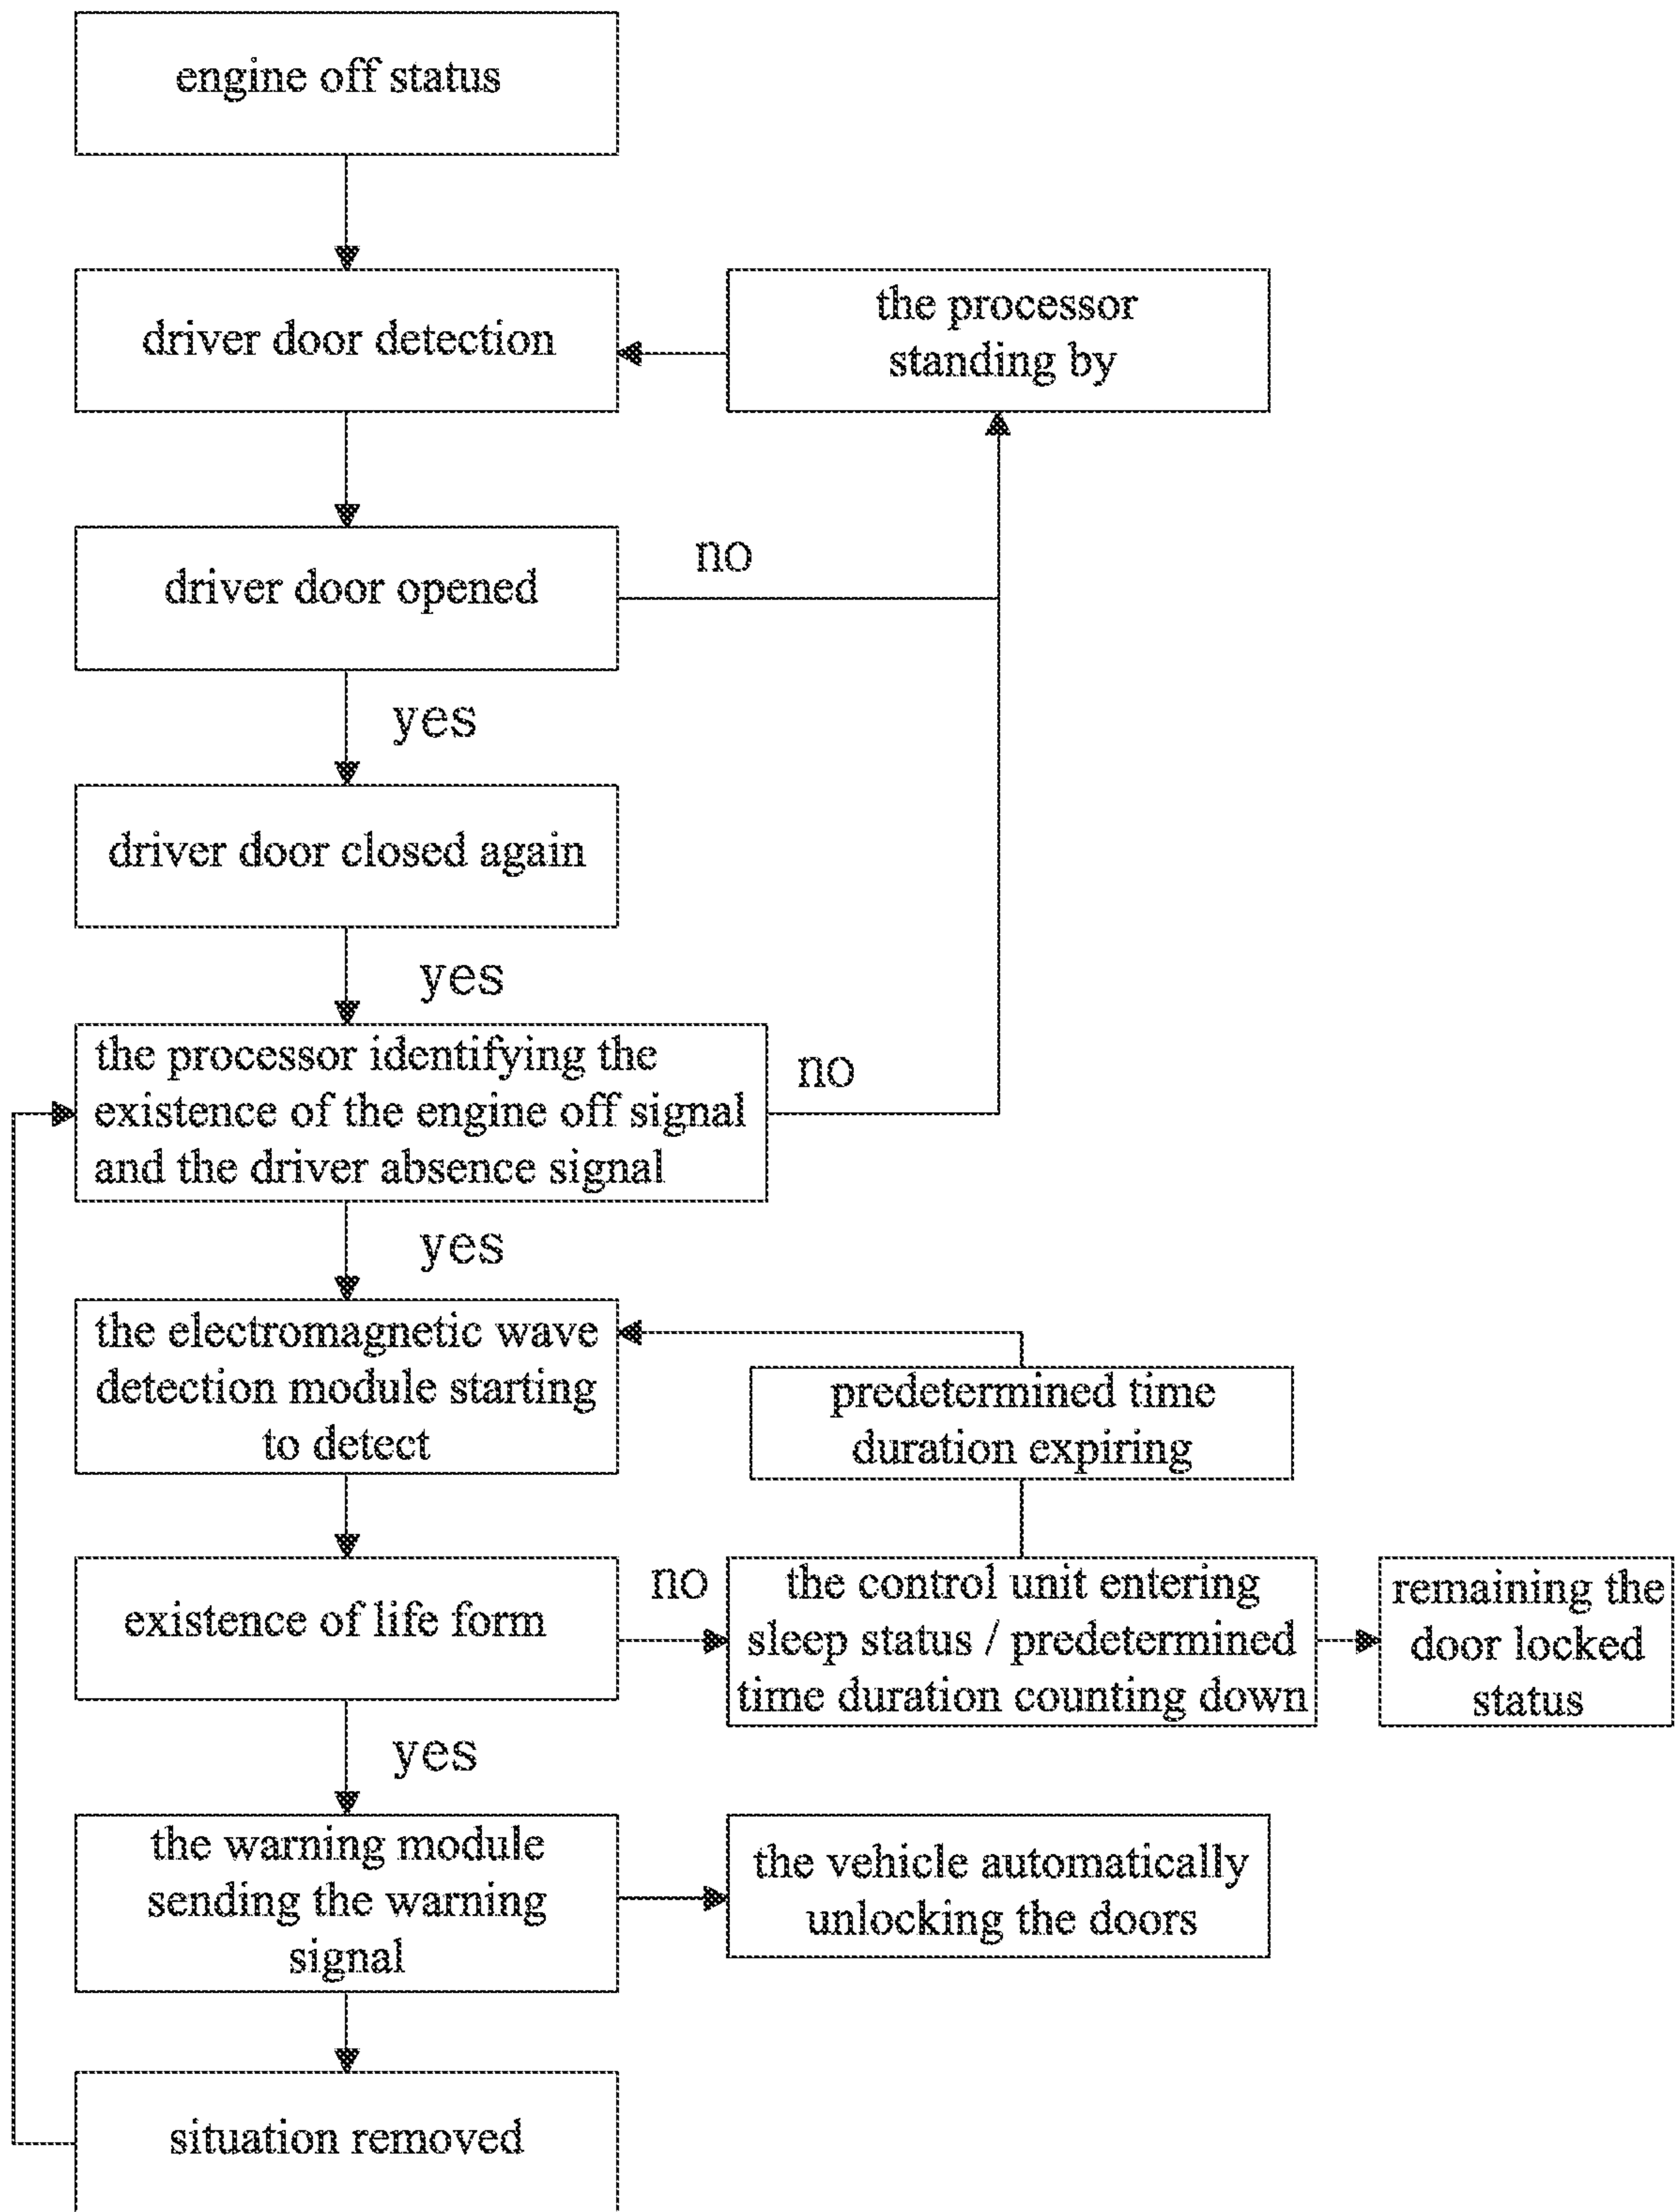 engine off status
driver door detection
the processor
standing by
driver door opened
no
yes
driver door closed again
yes
the processor identifying the
existence of the engine off signal
and the driver absence signal
no
yes
the electromagnetic wave
detection module starting
to detect
predetermined time
duration expiring
existence of life form
no
the control unit entering
sleep status / predetermined
time duration counting down
remaining the
door locked
status
yes
the warning module
sending the warning
signal
the vehicle automatically
unlocking the doors
situation removed